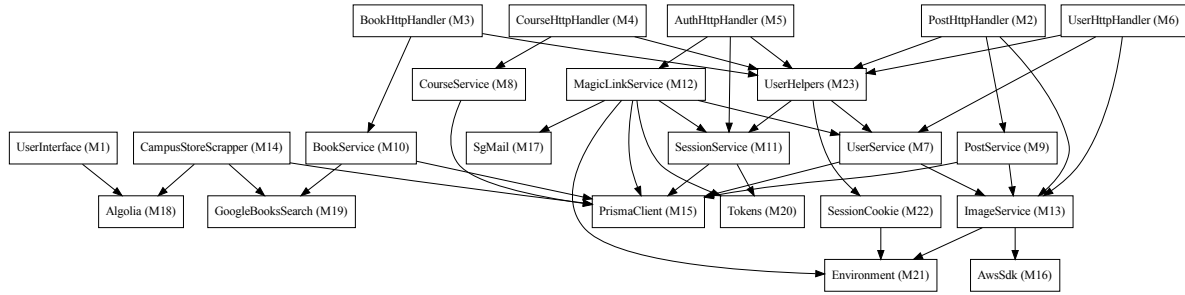 BookHttpHandler (M3)
CourseHttpHandler (M4)
AuthHttpHandler (M5)
PostHttpHandler (M2)
UserHttpHandler (M6)
CourseService (M8)
MagicLinkService (M12)
UserHelpers (M23)
UserInterface (M1)
CampusStoreScrapper (M14)
BookService (M10)
SgMail (M17)
SessionService (M11)
UserService (M7)
PostService (M9)
Algolia (M18)
GoogleBooksSearch (M19)
PrismaClient (M15)
Tokens (M20)
SessionCookie (M22)
ImageService (M13)
Environment (M21)
AwsSdk (M16)